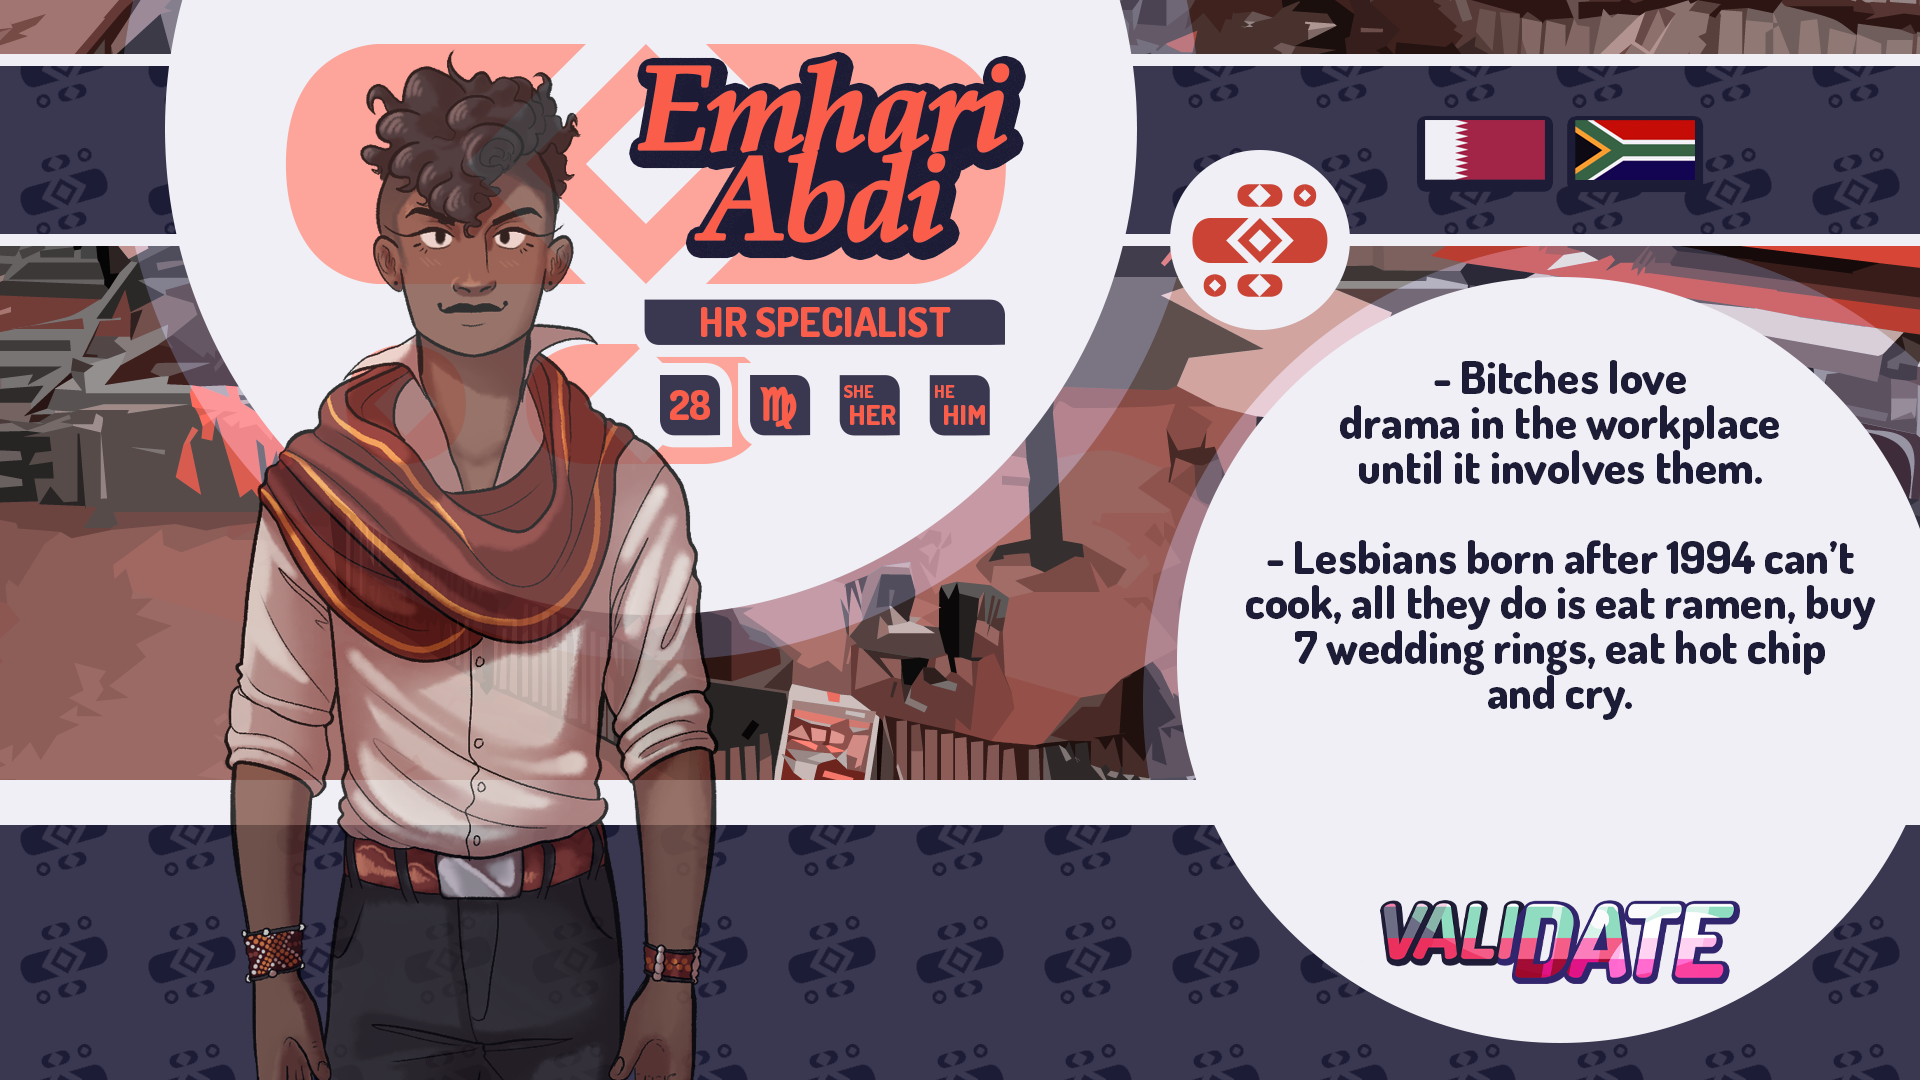 Emhari
Abdi
HR SPECIALIST
28
♍
SHE
HER
HE
HIM
- Bitches love
drama in the workplace
until it involves them.
- Lesbians born after 1994 can’t
cook, all they do is eat ramen, buy
7 wedding rings, eat hot chip
and cry.
VALIDATE